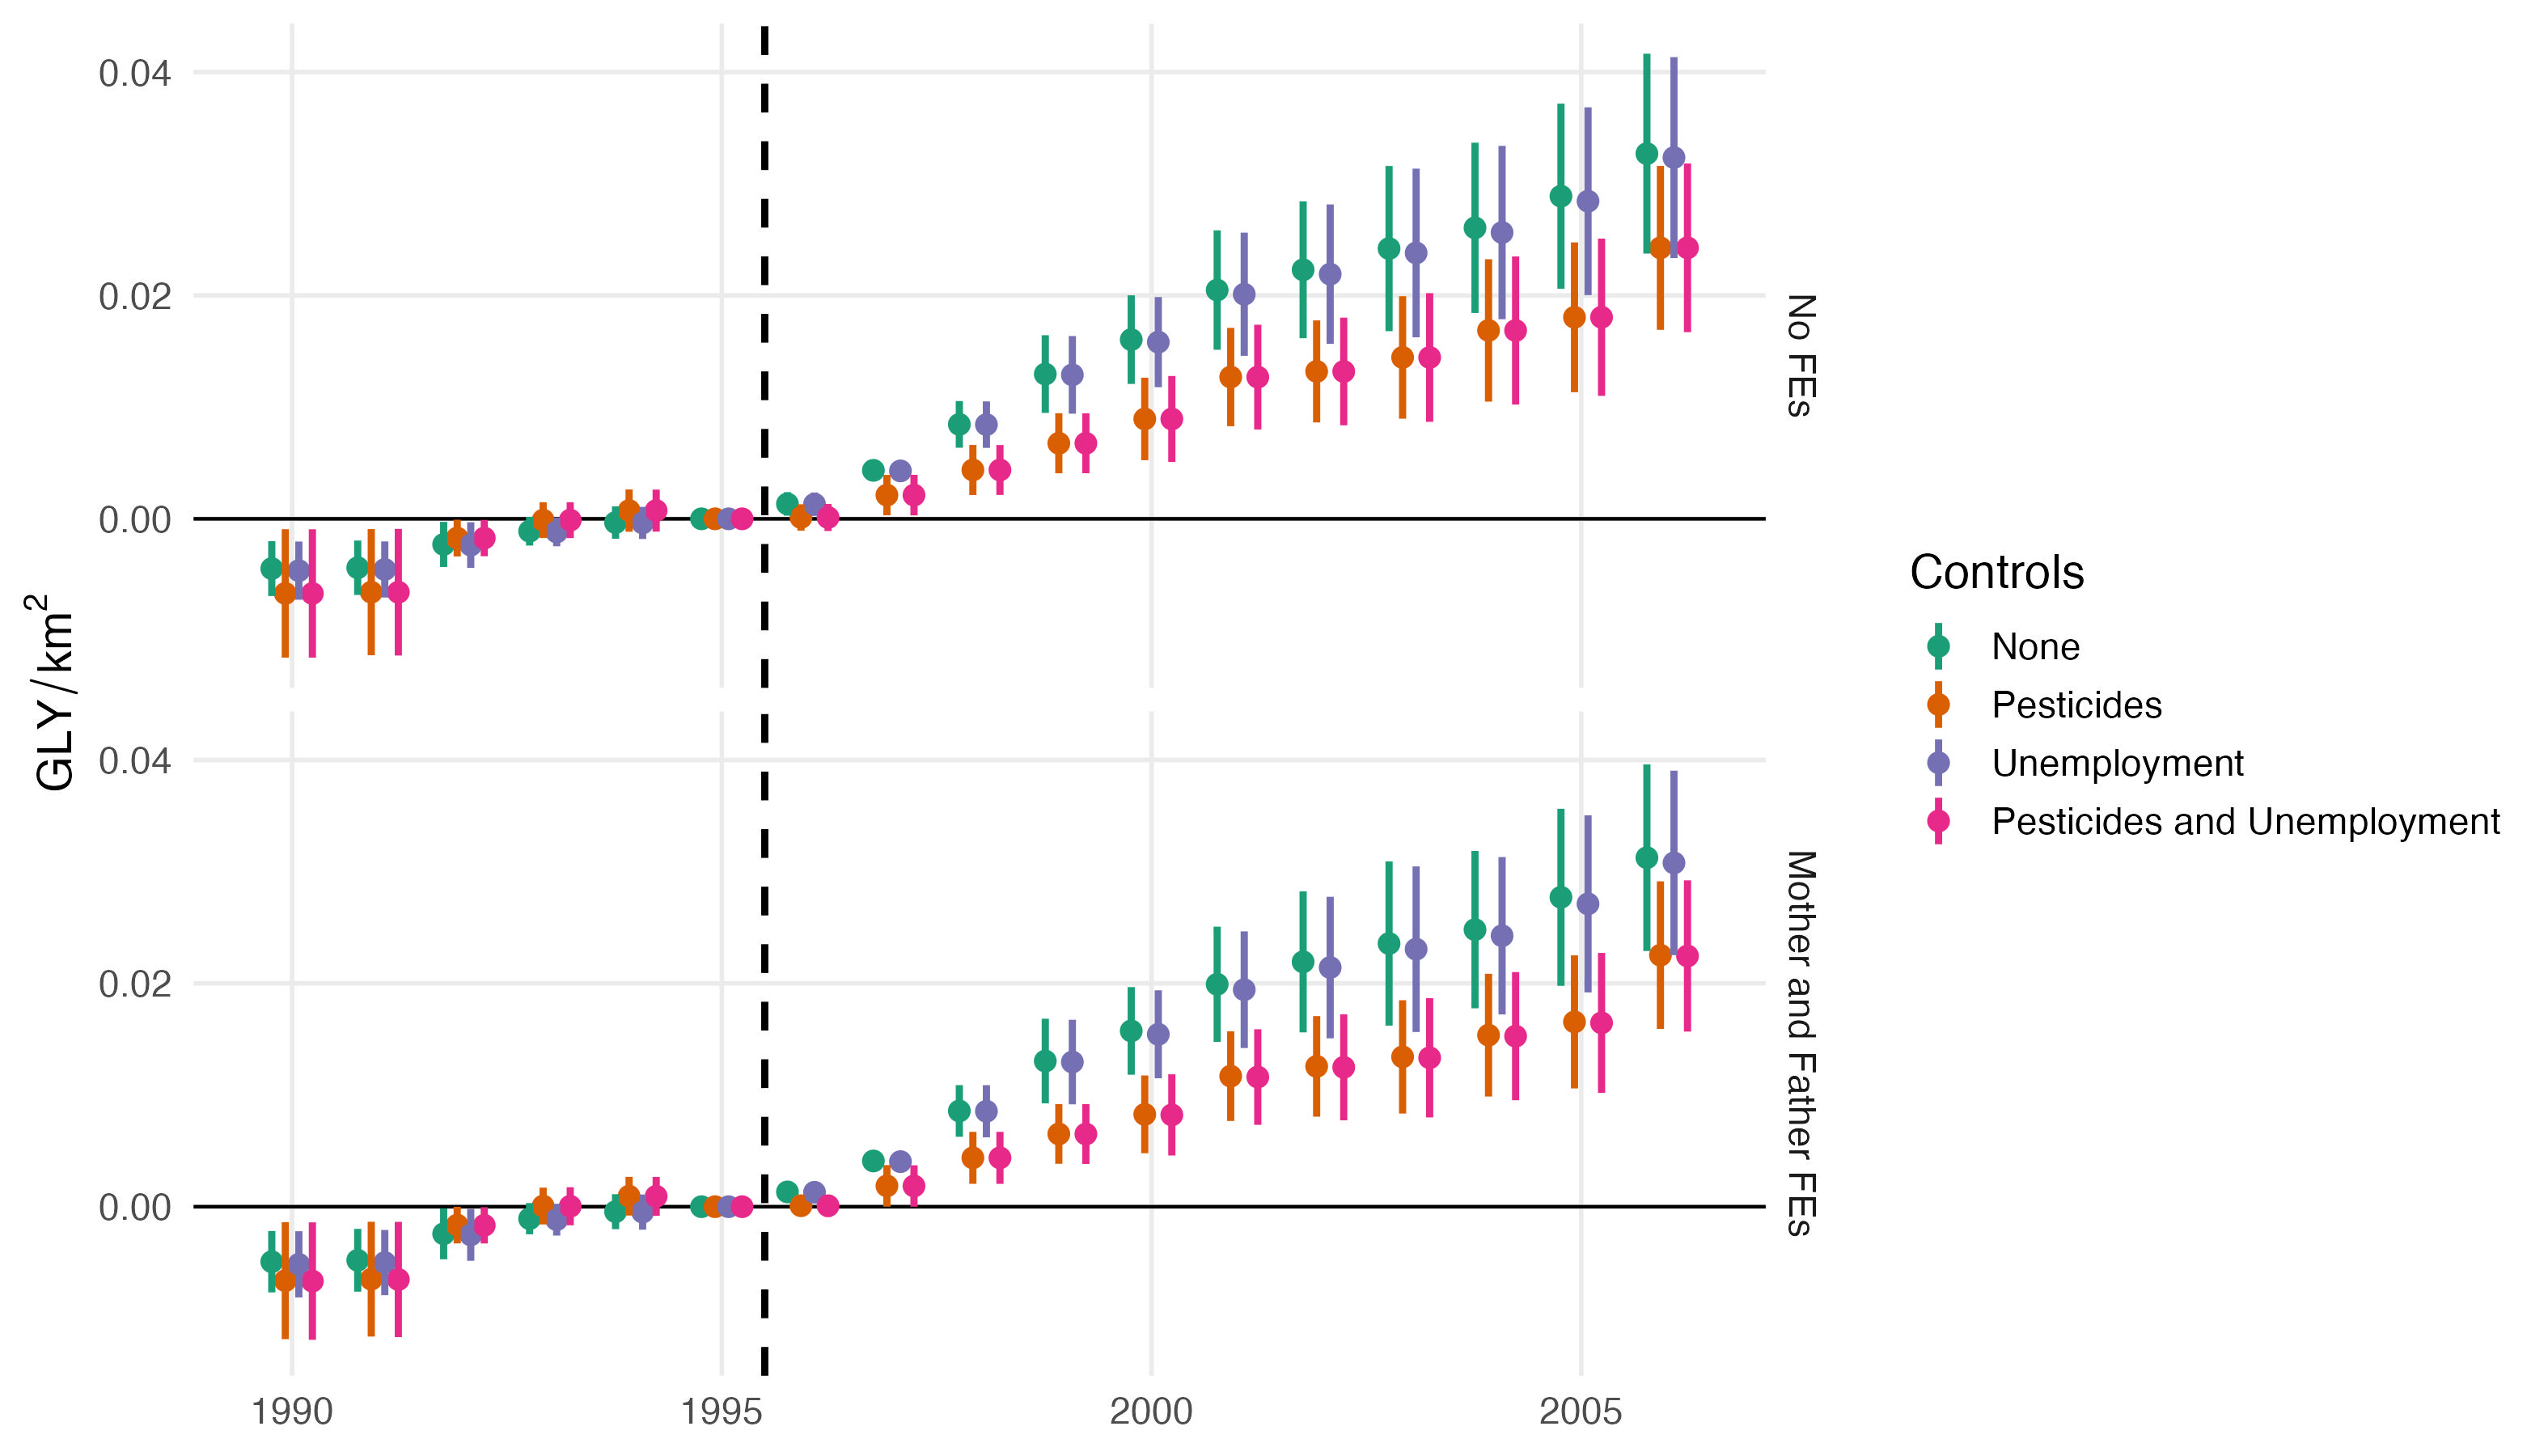 GLY/km²
0.04
0.02
0.00
No FEs
0.04
0.02
0.00
Mother and Father FEs
1990
1995
2000
2005
Controls
None
Pesticides
Unemployment
Pesticides and Unemployment